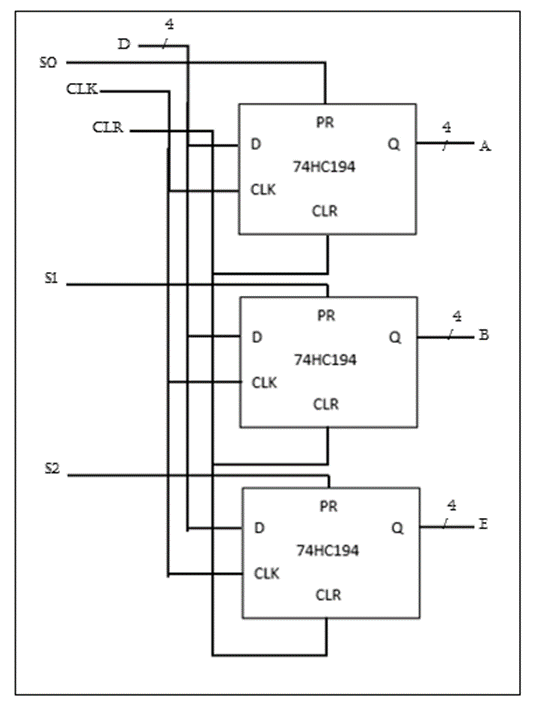 4
D
S0
CLK
CLR
PR
D Q
4
A
74HC194
CLK
CLR
S1
PR
4
D Q B
74HC194
CLK
CLR
S2
PR
4
D Q E
74HC194
CLK
CLR